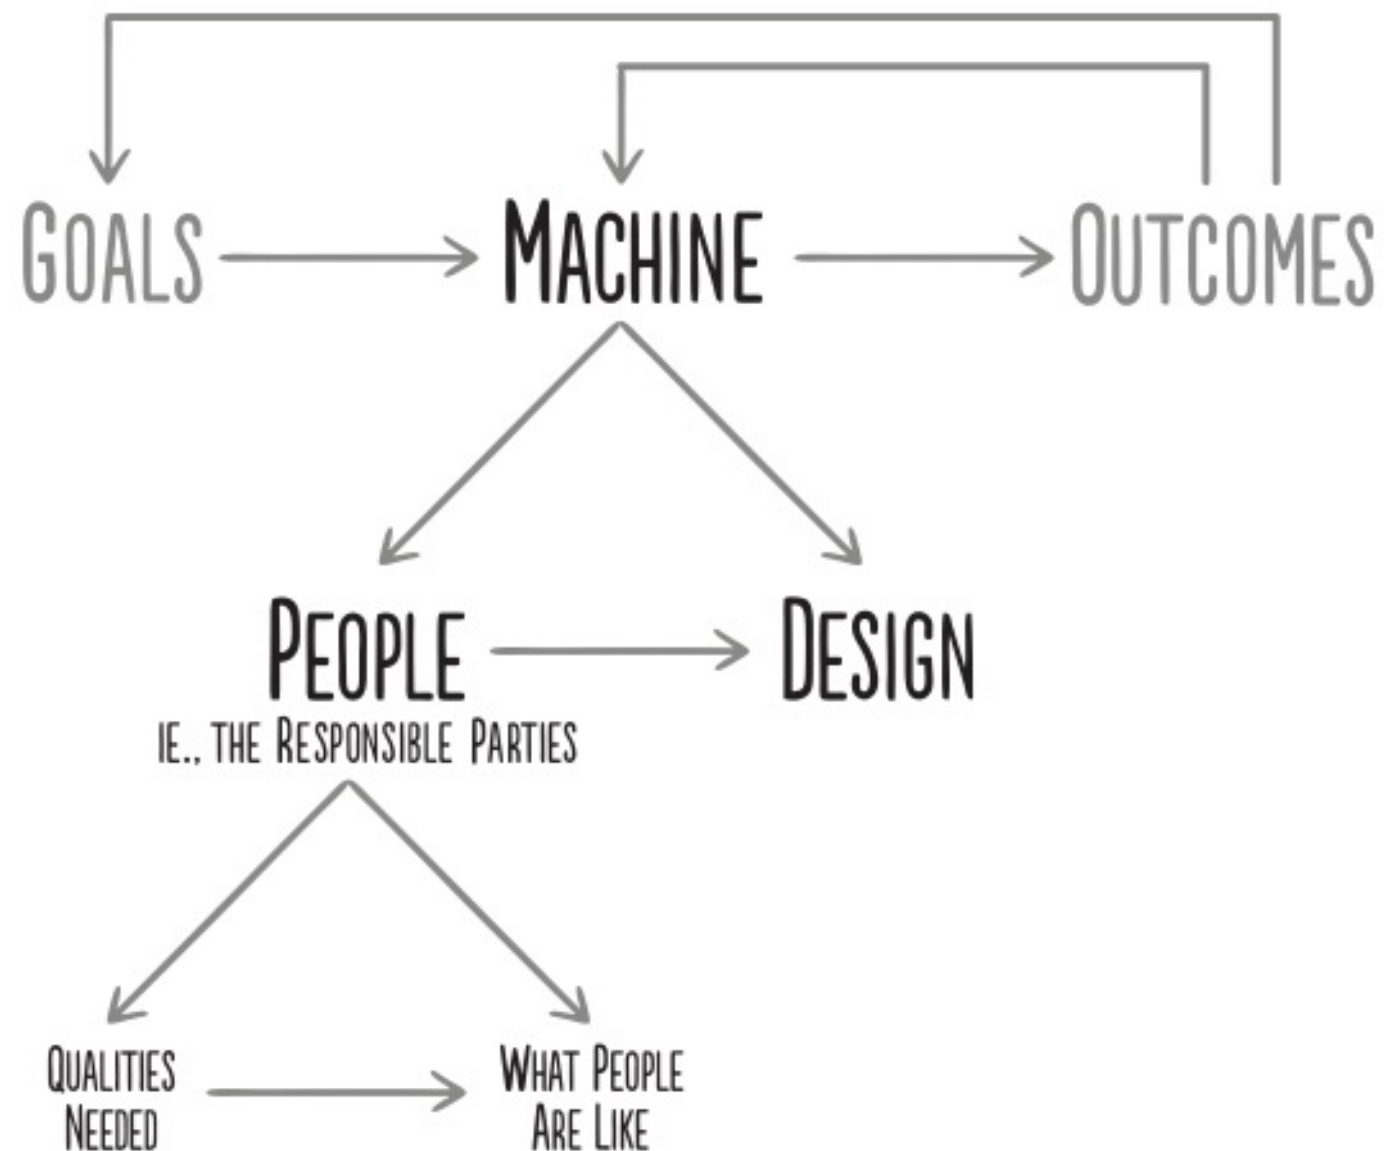 GOALS
MACHINE
OUTCOMES
PEOPLE
IE., THE RESPONSIBLE PARTIES
DESIGN
QUALITIES
NEEDED
WHAT PEOPLE
ARE LIKE